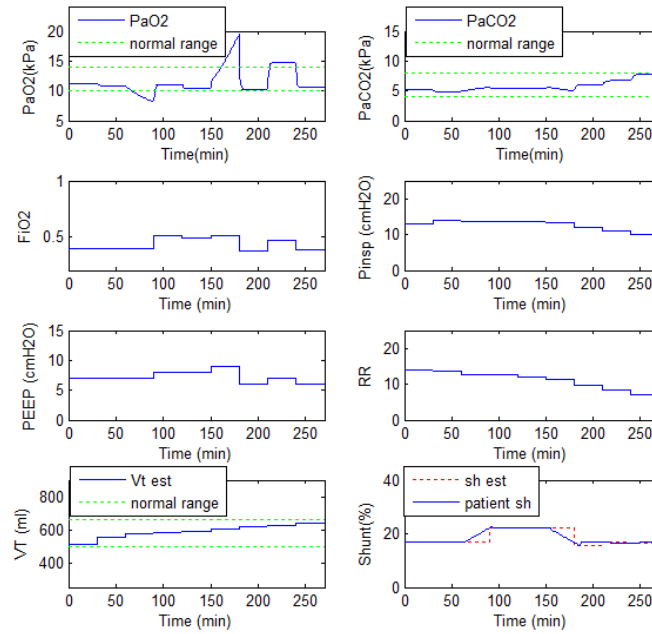 PaO2
normal range
PaO2(kPa)
20
15
10
5
0 50 100 150 200 250
Time(min)
PaCO2
normal range
PaCO2(kPa)
15
10
5
0
0 50 100 150 200 250
Time(min)
FiO2
1
0.5
0 50 100 150 200 250
Time (min)
Pinsp (cmH2O)
20
10
0
0 50 100 150 200 250
Time (min)
PEEP (cmH2O)
15
10
5
0
0 50 100 150 200 250
Time (min)
RR
20
10
0
0 50 100 150 200 250
Time (min)
Vt est
normal range
VT (ml)
800
600
400
0 50 100 150 200 250
Time (min)
sh est
patient sh
Shunt(%)
40
20
0
0 50 100 150 200 250
Time (min)